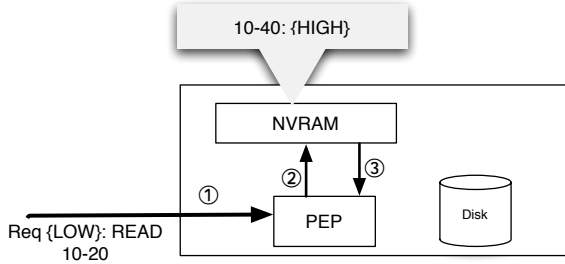 10-40: {HIGH}
NVRAM
①
②
③
PEP
Disk
Req {LOW}: READ
10-20